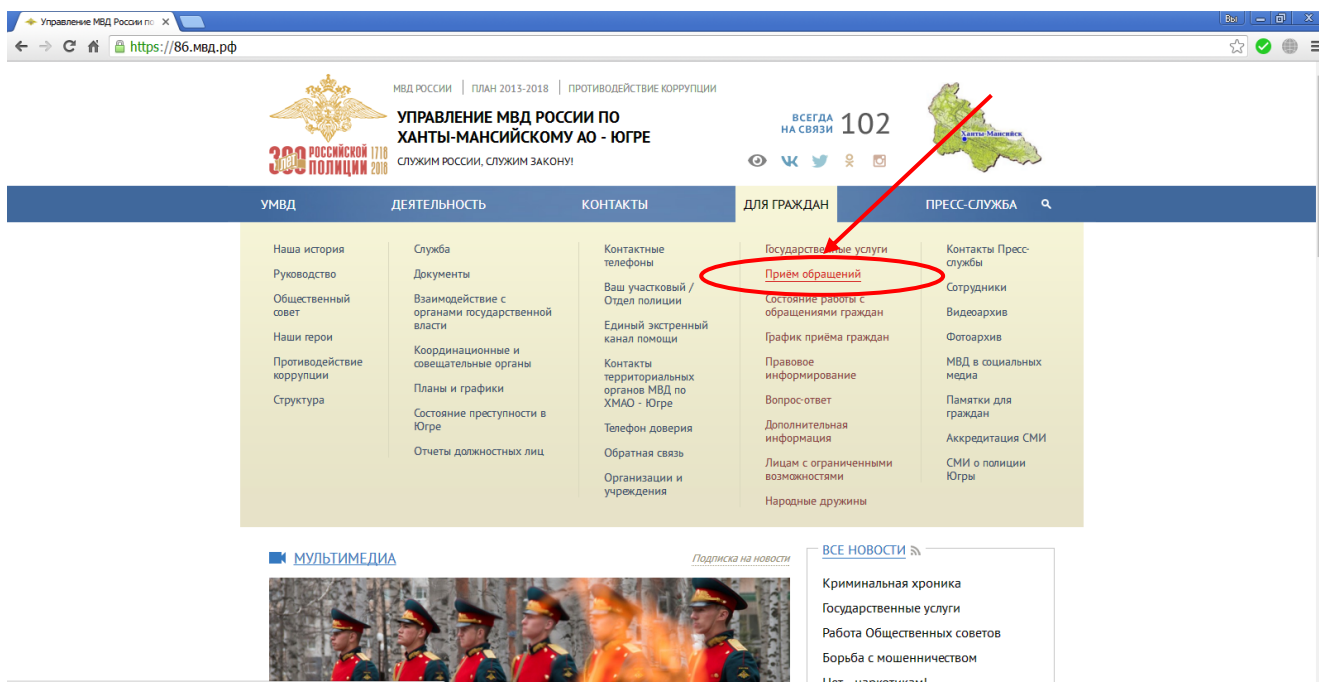 Управление МВД России по
Вы
https://86.мвд.рф
МВД РОССИИ
ПЛАН 2013-2018
ПРОТИВОДЕЙСТВИЕ КОРРУПЦИИ
УПРАВЛЕНИЕ МВД РОССИИ ПО
ХАНТЫ-МАНСИЙСКОМУ АО - ЮГРЕ
СЛУЖИМ РОССИИ, СЛУЖИМ ЗАКОНУ!
300 лет РОССИЙСКОЙ ПОЛИЦИИ 1718 2018
ВСЕГДА
НА СВЯЗИ
102
Ханты-Мансийск
УМВД
ДЕЯТЕЛЬНОСТЬ
КОНТАКТЫ
ДЛЯ ГРАЖДАН
ПРЕСС-СЛУЖБА
Наша история
Руководство
Общественный
совет
Наши герои
Противодействие
коррупции
Структура
Служба
Документы
Взаимодействие с
органами государственной
власти
Координационные и
совещательные органы
Планы и графики
Состояние преступности в
Югре
Отчеты должностных лиц
Контактные
телефоны
Ваш участковый /
Отдел полиции
Единый экстренный
канал помощи
Контакты
территориальных
органов МВД по
ХМАО - Югре
Телефон доверия
Обратная связь
Организации и
учреждения
Государственные услуги
Приём обращений
Состояние работы с
обращениями граждан
График приёма граждан
Правовое
информирование
Вопрос-ответ
Дополнительная
информация
Лицам с ограниченными
возможностями
Народные дружины
Контакты Пресс-
службы
Сотрудники
Видеоархив
Фотоархив
МВД в социальных
медиа
Памятки для
граждан
Аккредитация СМИ
СМИ о полиции
Югры
МУЛЬТИМЕДИА
Подписка на новости
ВСЕ НОВОСТИ
Криминальная хроника
Государственные услуги
Работа Общественных советов
Борьба с мошенничеством
Нет - наркотикам!